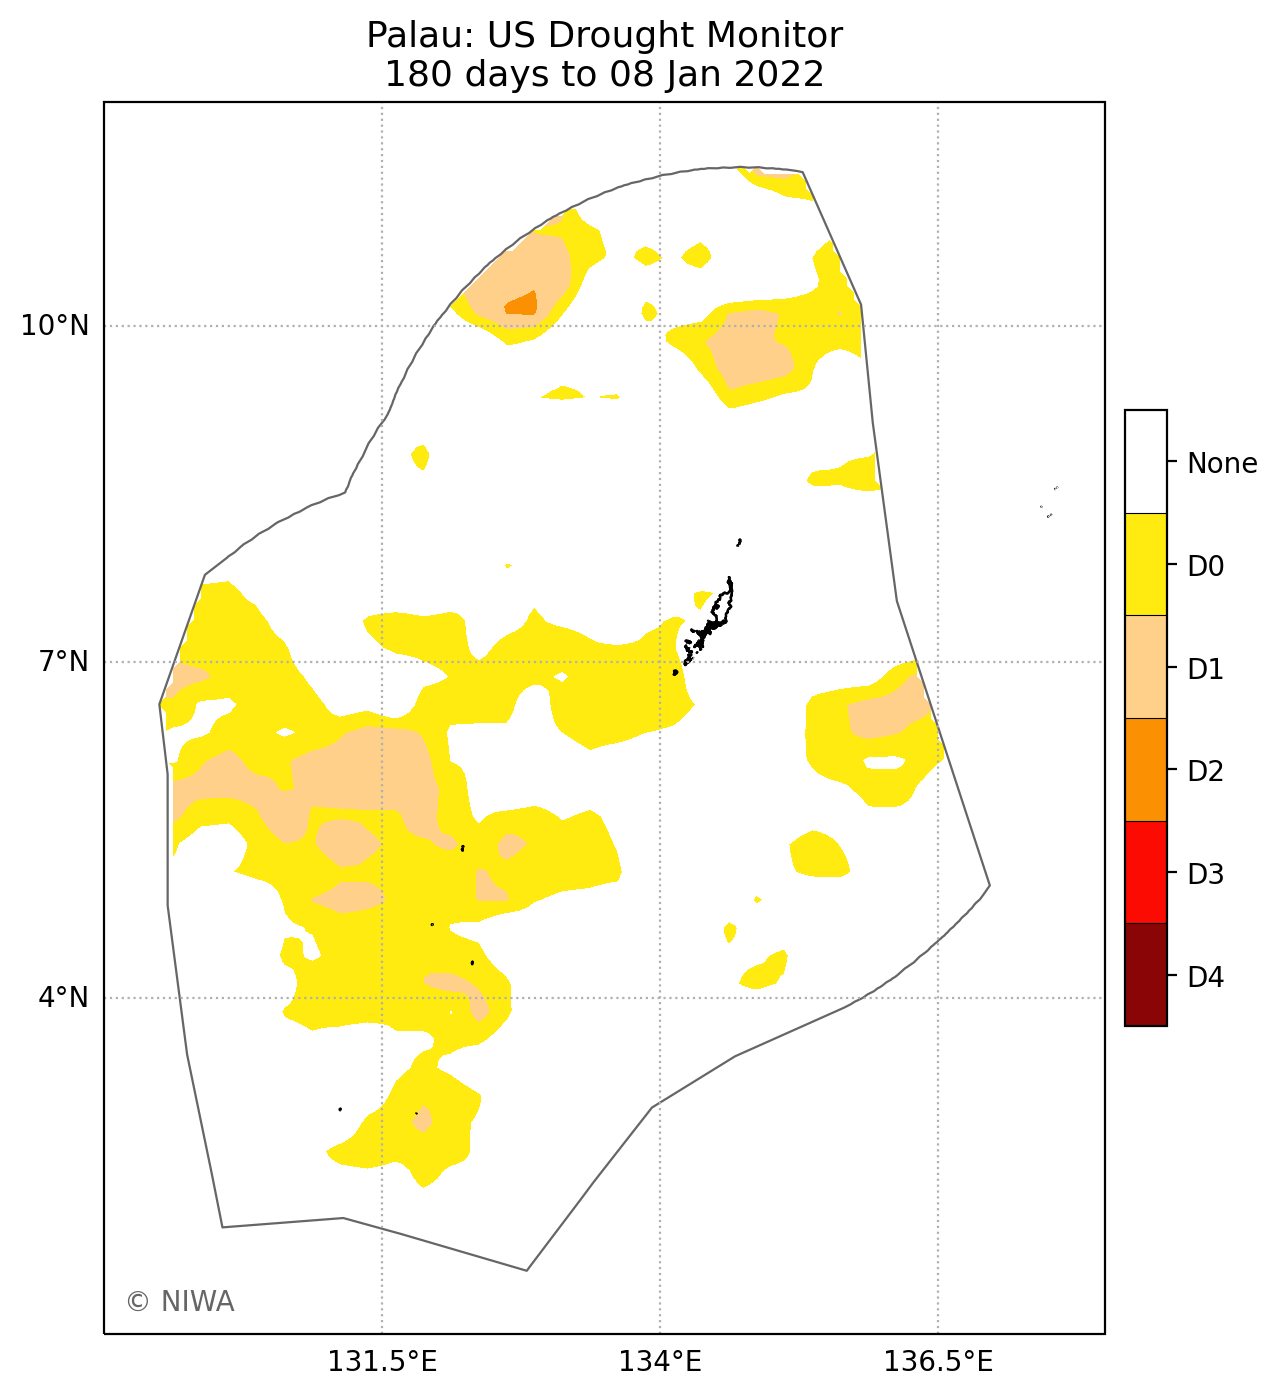 Palau: US Drought Monitor
180 days to 08 Jan 2022
10°N
7°N
4°N
131.5°E
134°E
136.5°E
None
D0
D1
D2
D3
D4
© NIWA